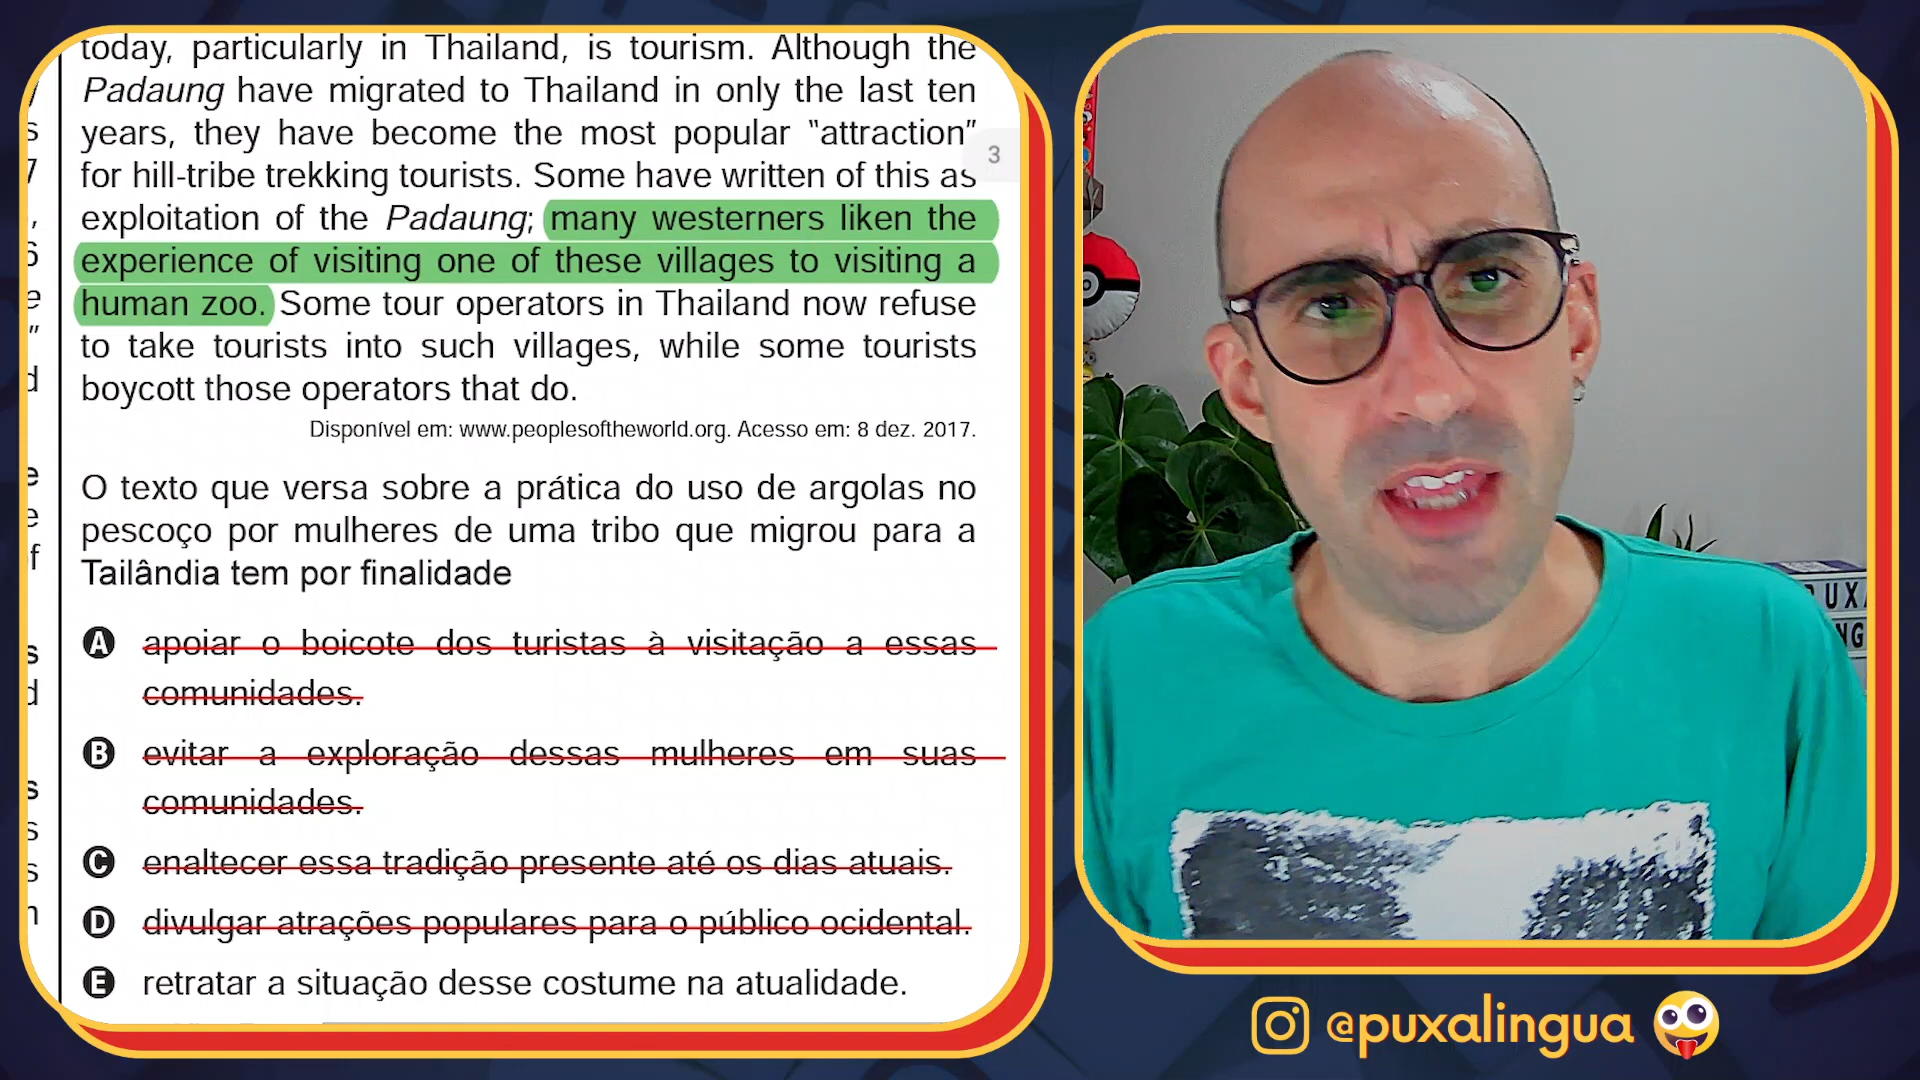 today, particularly in Thailand, is tourism. Although the
Padaung have migrated to Thailand in only the last ten
years, they have become the most popular "attraction"
for hill-tribe trekking tourists. Some have written of this as
exploitation of the Padaung; many westerners liken the
experience of visiting one of these villages to visiting a
human zoo. Some tour operators in Thailand now refuse
to take tourists into such villages, while some tourists
boycott those operators that do.
Disponível em: www.peoplesoftheworld.org. Acesso em: 8 dez. 2017.
3
O texto que versa sobre a prática do uso de argolas no
pescoço por mulheres de uma tribo que migrou para a
Tailândia tem por finalidade
A apoiar o boicote dos turistas à visitação a essas
comunidades.
B evitar a exploração dessas mulheres em suas
comunidades.
C enaltecer essa tradição presente até os dias atuais.
D divulgar atrações populares para o público ocidental.
E retratar a situação desse costume na atualidade.
PUXA
NG
@puxalingua